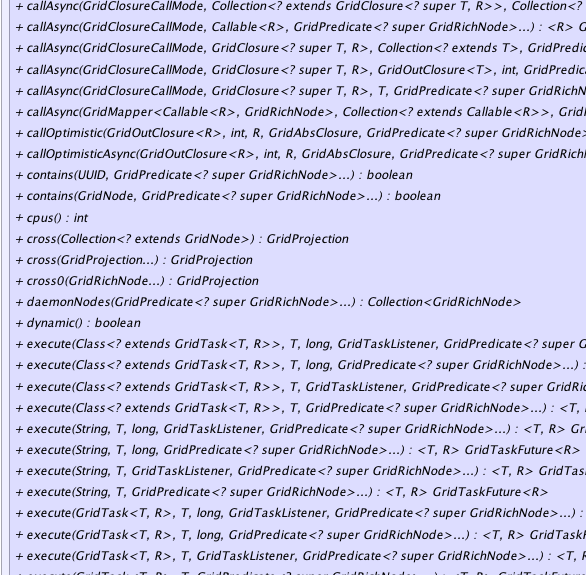 + callAsync(GridClosureCallMode, Collection<? extends GridClosure<? super T, R>>, Collection<?
+ callAsync(GridClosureCallMode, Callable<R>, GridPredicate<? super GridRichNode>...) : <R> G
+ callAsync(GridClosureCallMode, GridClosure<? super T, R>, Collection<? extends T>, GridPredic
+ callAsync(GridClosureCallMode, GridClosure<? super T, R>, GridOutClosure<T>, int, GridPredica
+ callAsync(GridClosureCallMode, GridClosure<? super T, R>, T, GridPredicate<? super GridRichN
+ callAsync(GridMapper<Callable<R>, GridRichNode>, Collection<? extends Callable<R>>, Grid
+ callOptimistic(GridOutClosure<R>, int, R, GridAbsClosure, GridPredicate<? super GridRichNode>
+ callOptimisticAsync(GridOutClosure<R>, int, R, GridAbsClosure, GridPredicate<? super GridRichN
+ contains(UUID, GridPredicate<? super GridRichNode>...) : boolean
+ contains(GridNode, GridPredicate<? super GridRichNode>...) : boolean
+ cpus() : int
+ cross(Collection<? extends GridNode>) : GridProjection
+ cross(GridProjection...) : GridProjection
+ cross0(GridRichNode...) : GridProjection
+ daemonNodes(GridPredicate<? super GridRichNode>...) : Collection<GridRichNode>
+ dynamic() : boolean
+ execute(Class<? extends GridTask<T, R>>, T, long, GridTaskListener, GridPredicate<? super G
+ execute(Class<? extends GridTask<T, R>>, T, long, GridPredicate<? super GridRichNode>...) :
+ execute(Class<? extends GridTask<T, R>>, T, GridTaskListener, GridPredicate<? super GridRic
+ execute(Class<? extends GridTask<T, R>>, T, GridPredicate<? super GridRichNode>...) : <T,
+ execute(String, T, long, GridTaskListener, GridPredicate<? super GridRichNode>...) : <T, R> Gri
+ execute(String, T, long, GridPredicate<? super GridRichNode>...) : <T, R> GridTaskFuture<R>
+ execute(String, T, GridTaskListener, GridPredicate<? super GridRichNode>...) : <T, R> GridTas
+ execute(String, T, GridPredicate<? super GridRichNode>...) : <T, R> GridTaskFuture<R>
+ execute(GridTask<T, R>, T, long, GridTaskListener, GridPredicate<? super GridRichNode>...) :
+ execute(GridTask<T, R>, T, long, GridPredicate<? super GridRichNode>...) : <T, R> GridTaskF
+ execute(GridTask<T, R>, T, GridTaskListener, GridPredicate<? super GridRichNode>...) : <T, R